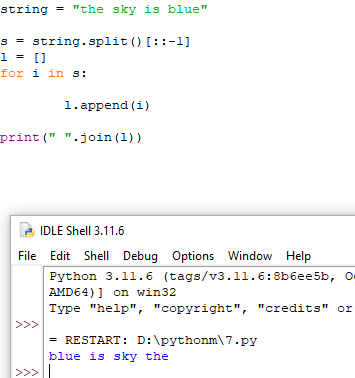 string = "the sky is blue"
s = string.split()[::-1]
l = []
for i in s:
l.append(i)
print(" ".join(l))
IDLE Shell 3.11.6
File Edit Shell Debug Options Window Help
Python 3.11.6 (tags/v3.11.6:8b6ee5b, O
AMD64)] on win32
Type "help", "copyright", "credits" or
>>>
= RESTART: D:\pythonm\7.py
blue is sky the
>>>